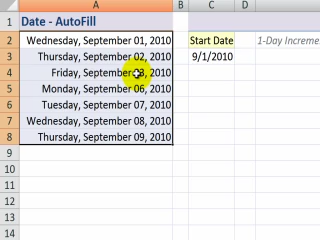 A B C D E
1 Date - AutoFill
2 Wednesday, September 01, 2010 Start Date 1-Day Increme
3 Thursday, September 02, 2010 9/1/2010
4 Friday, September 03, 2010
5 Monday, September 06, 2010
6 Tuesday, September 07, 2010
7 Wednesday, September 08, 2010
8 Thursday, September 09, 2010
9
10
11
12
13
14